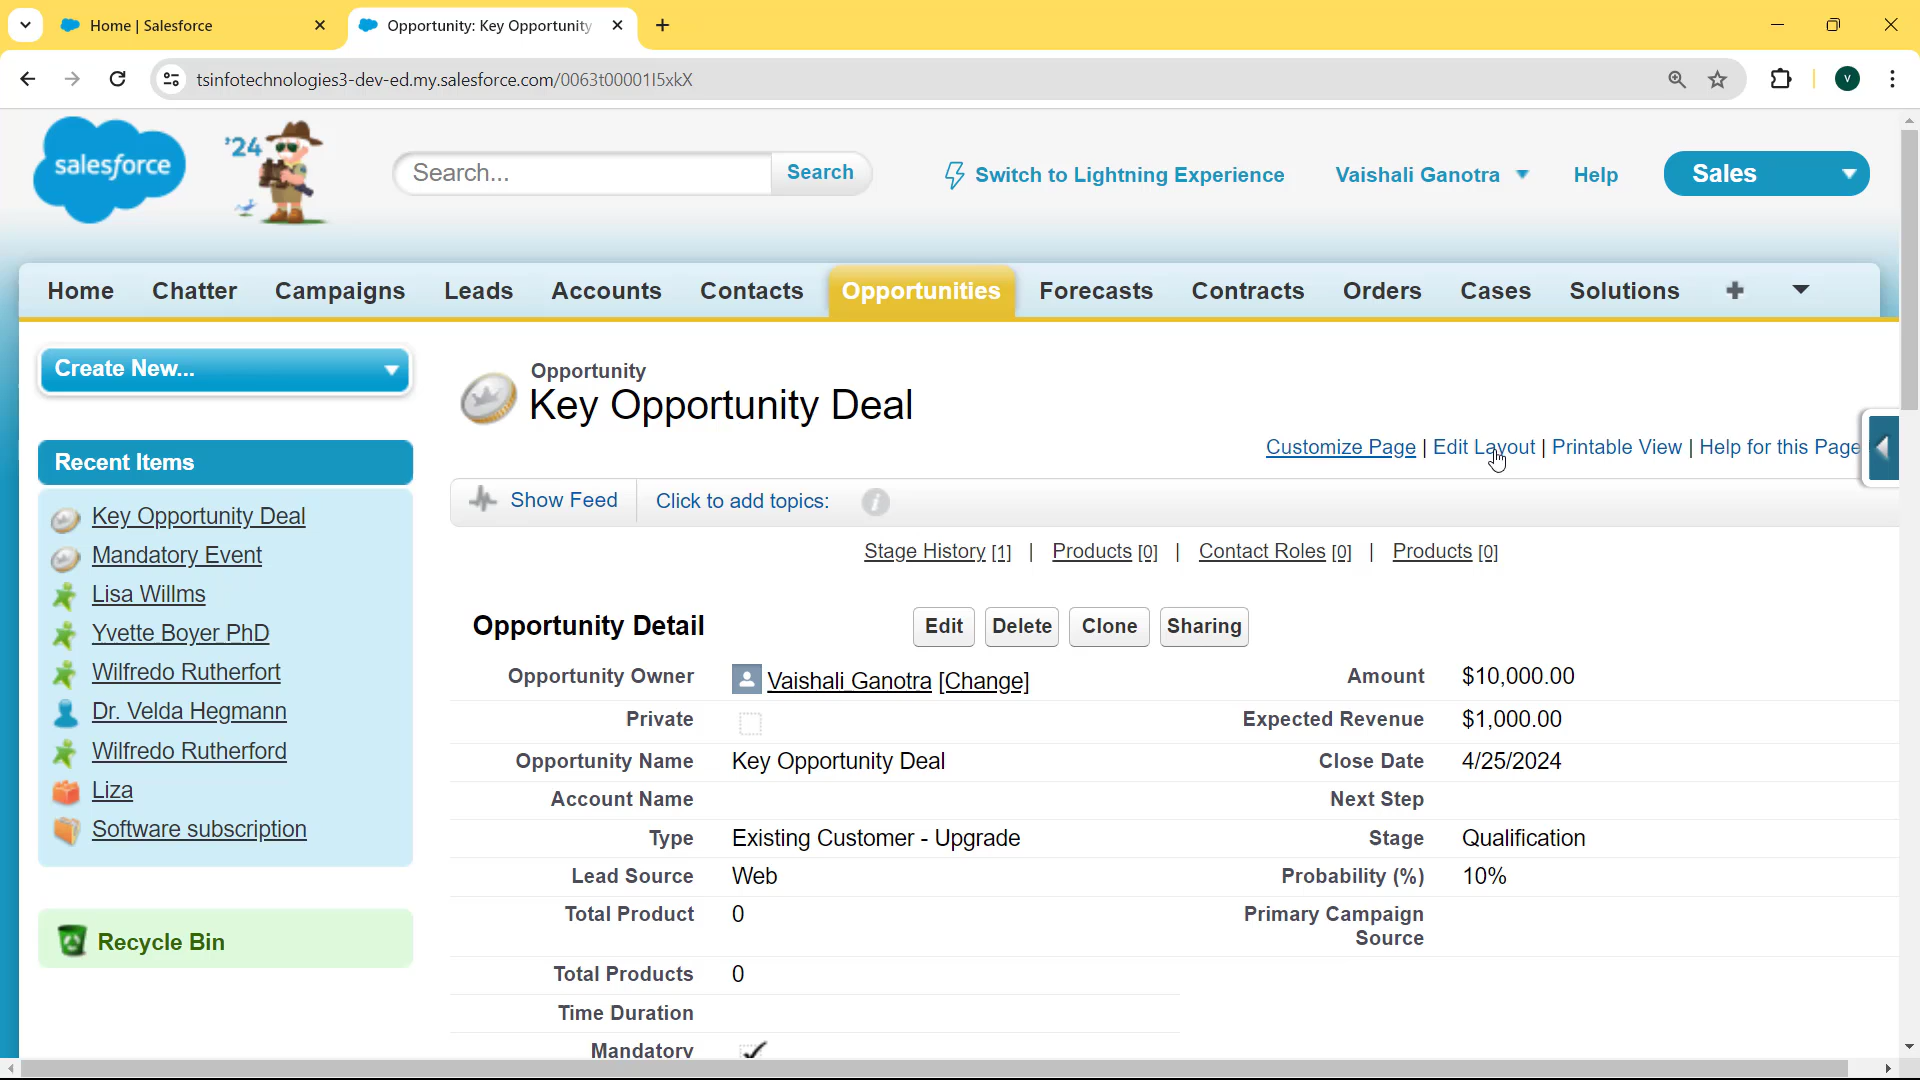 Home | Salesforce
Opportunity: Key Opportunity
tsinfotechnologies3-dev-ed.my.salesforce.com/0063t00001I5xkX
V
salesforce
'24
Search...
Search
Switch to Lightning Experience
Vaishali Ganotra
Help
Sales
Home
Chatter
Campaigns
Leads
Accounts
Contacts
Opportunities
Forecasts
Contracts
Orders
Cases
Solutions
Create New...
Recent Items
Key Opportunity Deal
Mandatory Event
Lisa Willms
Yvette Boyer PhD
Wilfredo Rutherfort
Dr. Velda Hegmann
Wilfredo Rutherford
Liza
Software subscription
Recycle Bin
Opportunity
Key Opportunity Deal
Customize Page | Edit Layout | Printable View | Help for this Page
Show Feed
Click to add topics:
Stage History [1] | Products [0] | Contact Roles [0] | Products [0]
Opportunity Detail
Edit
Delete
Clone
Sharing
Opportunity Owner Vaishali Ganotra [Change] Amount $10,000.00
Private Expected Revenue $1,000.00
Opportunity Name Key Opportunity Deal Close Date 4/25/2024
Account Name Next Step
Type Existing Customer - Upgrade Stage Qualification
Lead Source Web Probability (%) 10%
Total Product 0 Primary Campaign
Source
Total Products 0
Time Duration
Mandatory